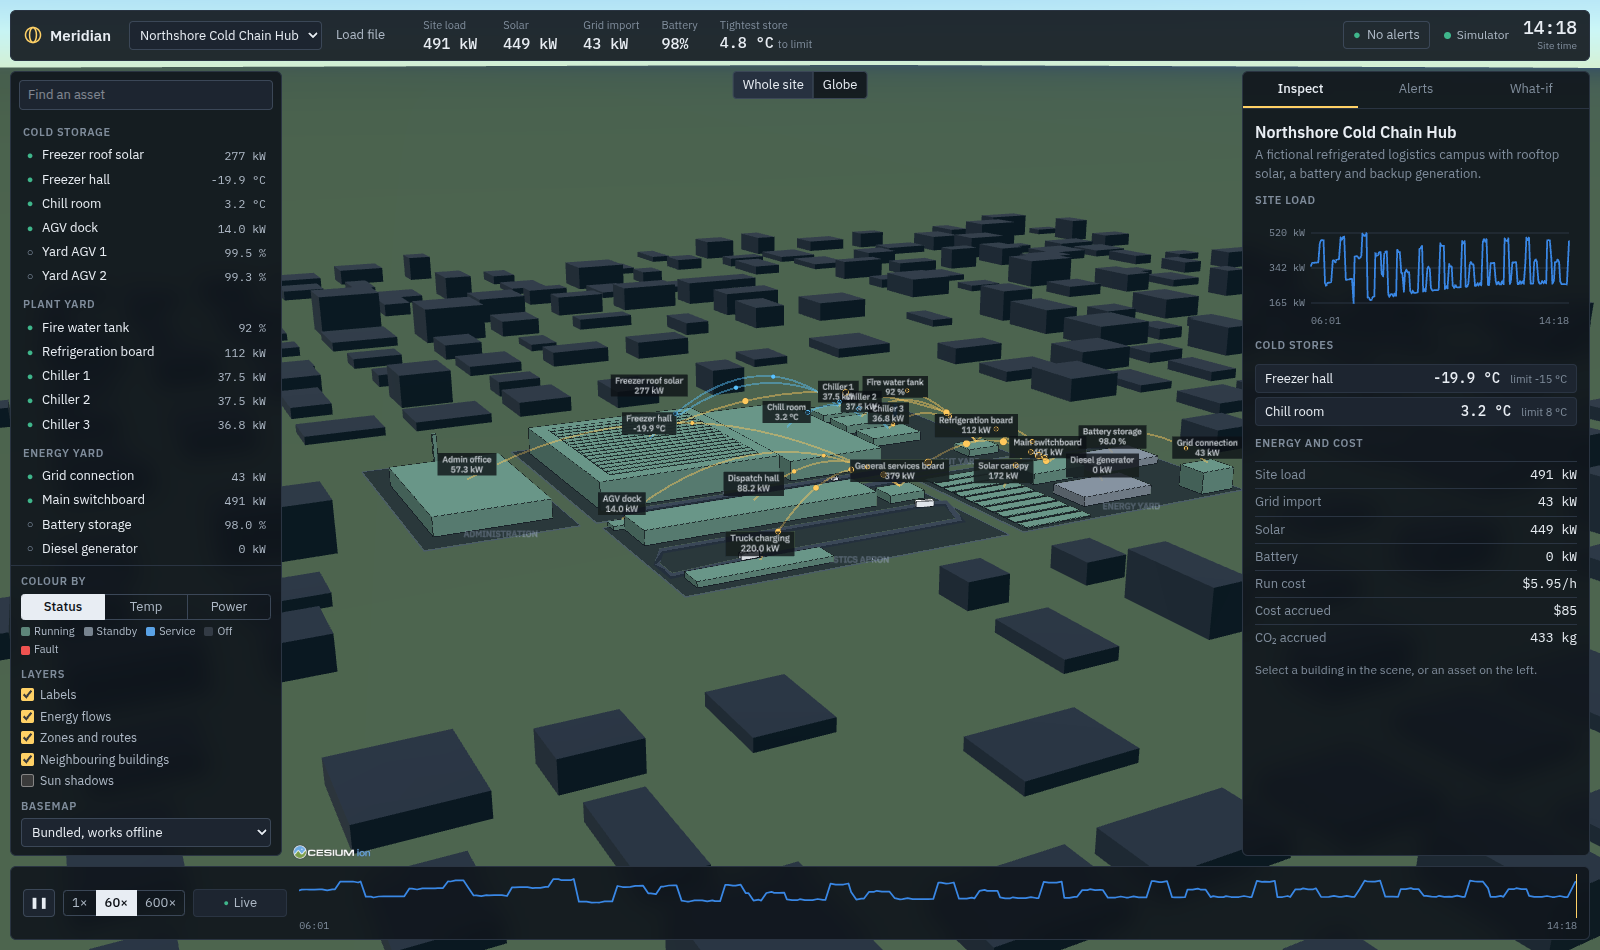 Meridian
Northshore Cold Chain Hub
Load file
Site load
491 kW
Solar
449 kW
Grid import
43 kW
Battery
98%
Tightest store
4.8 °C to limit
No alerts
Simulator
14:18
Site time
Find an asset
COLD STORAGE
Freezer roof solar 277 kW
Freezer hall -19.9 °C
Chill room 3.2 °C
AGV dock 14.0 kW
Yard AGV 1 99.5 %
Yard AGV 2 99.3 %
PLANT YARD
Fire water tank 92 %
Refrigeration board 112 kW
Chiller 1 37.5 kW
Chiller 2 37.5 kW
Chiller 3 36.8 kW
ENERGY YARD
Grid connection 43 kW
Main switchboard 491 kW
Battery storage 98.0 %
Diesel generator 0 kW
COLOUR BY
Status Temp Power
Running Standby Service Off
Fault
LAYERS
Labels
Energy flows
Zones and routes
Neighbouring buildings
Sun shadows
BASEMAP
Bundled, works offline
Whole site Globe
Freezer roof solar
277 kW
Freezer hall
-19.9 °C
Chill room
3.2 °C
Chiller 1
37.5 kW
Chiller 2
37.5 kW
Fire water tank
92 %
Chiller 3
36.8 kW
Refrigeration board
112 kW
Main switchboard
491 kW
Battery storage
98.0 %
Grid connection
43 kW
Admin office
57.3 kW
General services board
379 kW
Solar canopy
172 kW
Diesel generator
0 kW
Dispatch hall
88.2 kW
AGV dock
14.0 kW
Truck charging
220.0 kW
ADMINISTRATION
ENERGY YARD
CESIUM ion
Inspect Alerts What-if
Northshore Cold Chain Hub
A fictional refrigerated logistics campus with rooftop
solar, a battery and backup generation.
SITE LOAD
520 kW
342 kW
165 kW
06:01 14:18
COLD STORES
Freezer hall -19.9 °C limit -15 °C
Chill room 3.2 °C limit 8 °C
ENERGY AND COST
Site load 491 kW
Grid import 43 kW
Solar 449 kW
Battery 0 kW
Run cost $5.95/h
Cost accrued $85
CO₂ accrued 433 kg
Select a building in the scene, or an asset on the left.
1× 60× 600×
Live
06:01 14:18